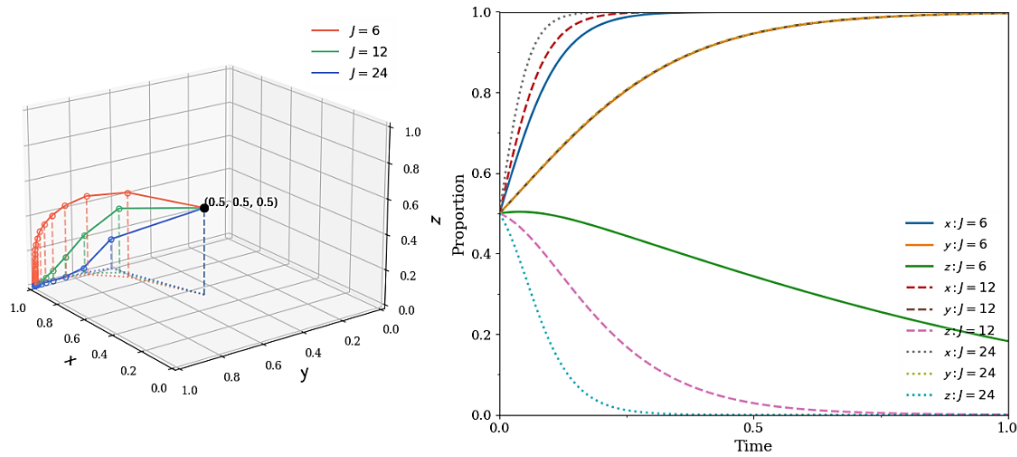 J = 6
J = 12
J = 24
(0.5, 0.5, 0.5)
1.0
0.8
0.6
0.4
0.2
0.0
z
1.0
0.8
0.6
0.4
0.2
0.0
x
1.0
0.8
0.6
0.4
0.2
0.0
y
1.0
0.8
0.6
0.4
0.2
0.0
Proportion
0.0
0.5
1.0
Time
x: J = 6
y: J = 6
z: J = 6
x: J = 12
y: J = 12
z: J = 12
x: J = 24
y: J = 24
z: J = 24